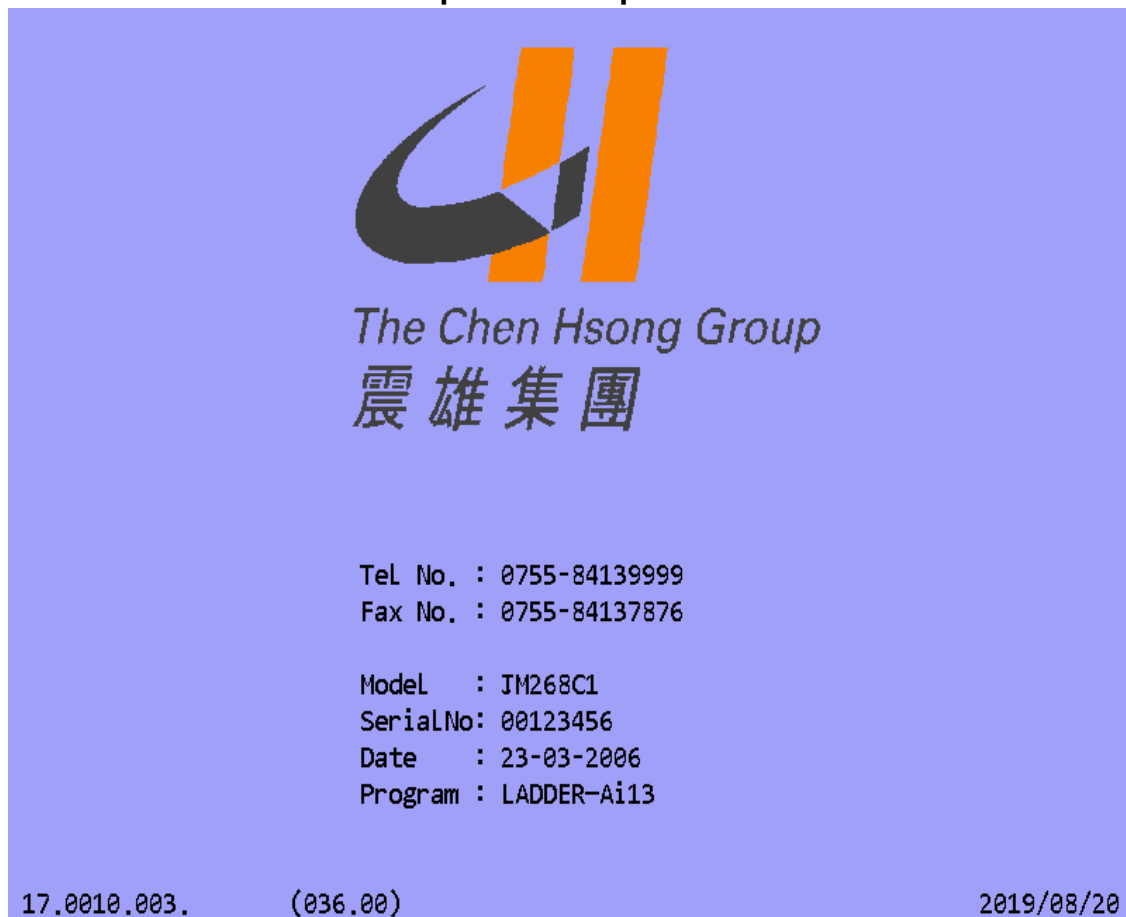 The Chen Hsong Group
震雄集團
Tel No. : 0755-84139999
Fax No. : 0755-84137876
Model : IM268C1
SerialNo: 00123456
Date : 23-03-2006
Program : LADDER-Ai13
17.0010.003. (036.00) 2019/08/20